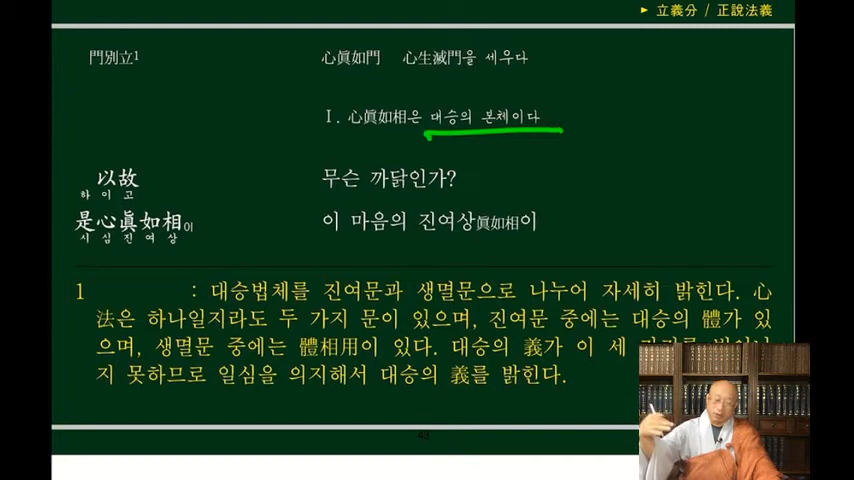 ► 立義分 / 正說法義
門別立1
心眞如門 心生滅門을 세우다
Ⅰ. 心眞如相은 대승의 본체이다
以故
하 이 고
무슨 까닭인가?
是心眞如相이
시 심 진 여 상
이 마음의 진여상眞如相이
1 : 대승법체를 진여문과 생멸문으로 나누어 자세히 밝힌다. 心
法은 하나일지라도 두 가지 문이 있으며, 진여문 중에는 대승의 體가 있
으며, 생멸문 중에는 體相用이 있다. 대승의 義가 이 세
지 못하므로 일심을 의지해서 대승의 義를 밝힌다.
43